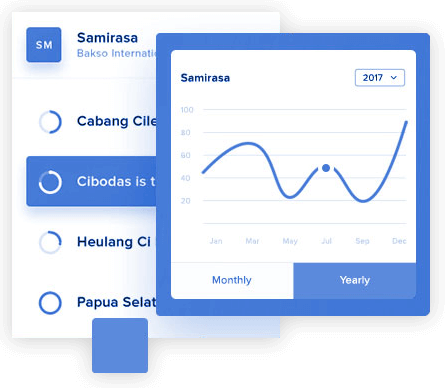 SM
Samirasa
Bakso Internatio
Cabang Cile
Cibodas is t
Heulang Ci
Papua Selat
Samirasa
2017
100
80
60
40
20
Jan Mar May Jul Sep Dec
Monthly Yearly